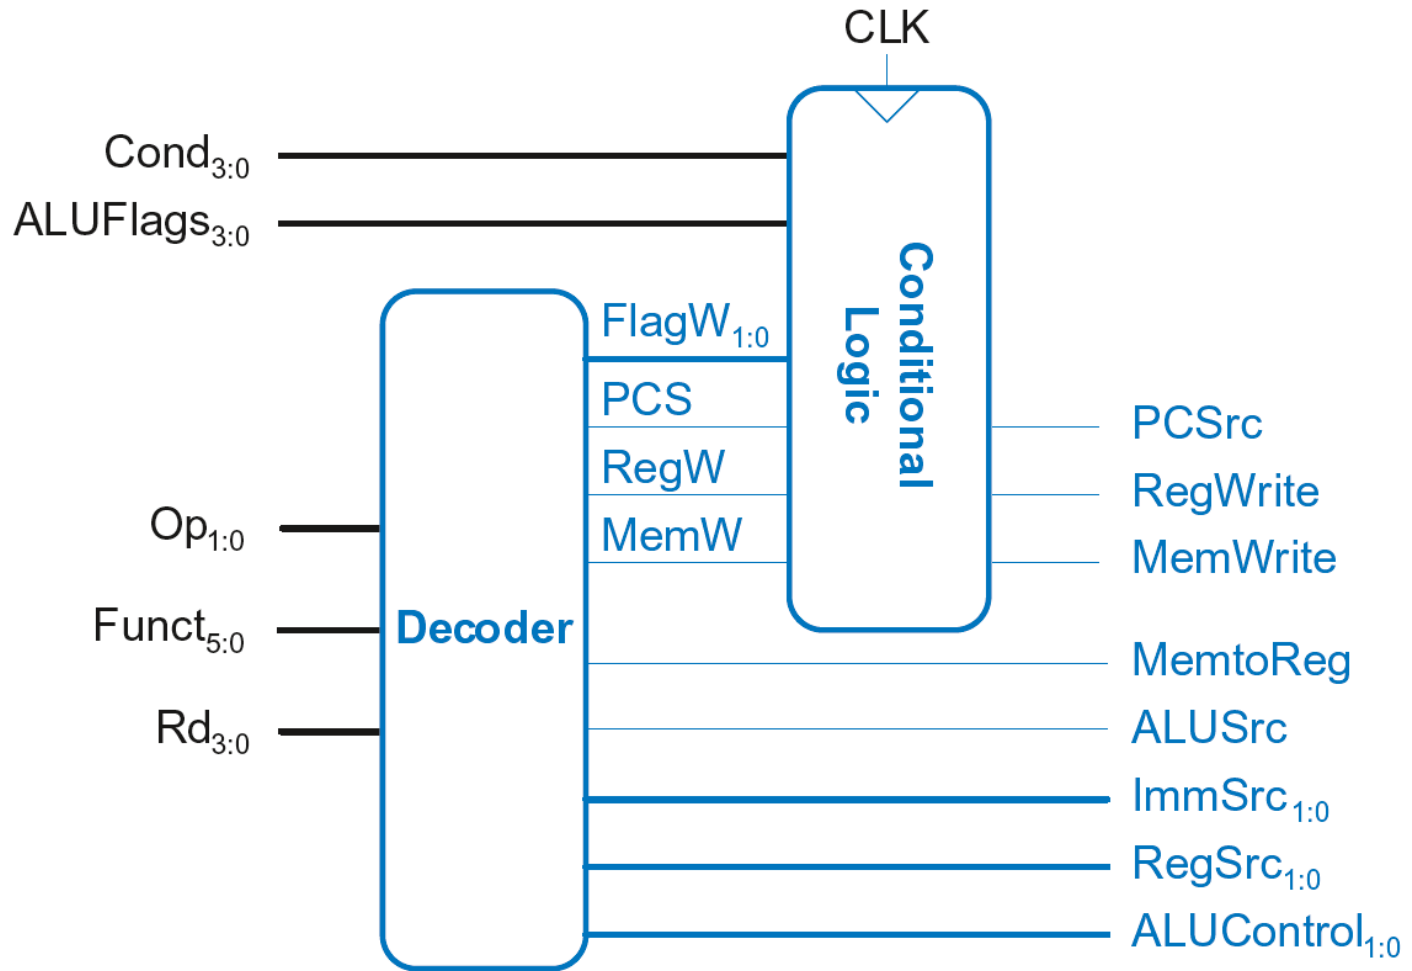 CLK
Cond3:0
ALUFlags3:0
Conditional
Logic
FlagW1:0
PCS
RegW
MemW
PCSrc
RegWrite
MemWrite
Op1:0
Funct5:0
Rd3:0
Decoder
MemtoReg
ALUSrc
ImmSrc1:0
RegSrc1:0
ALUControl1:0